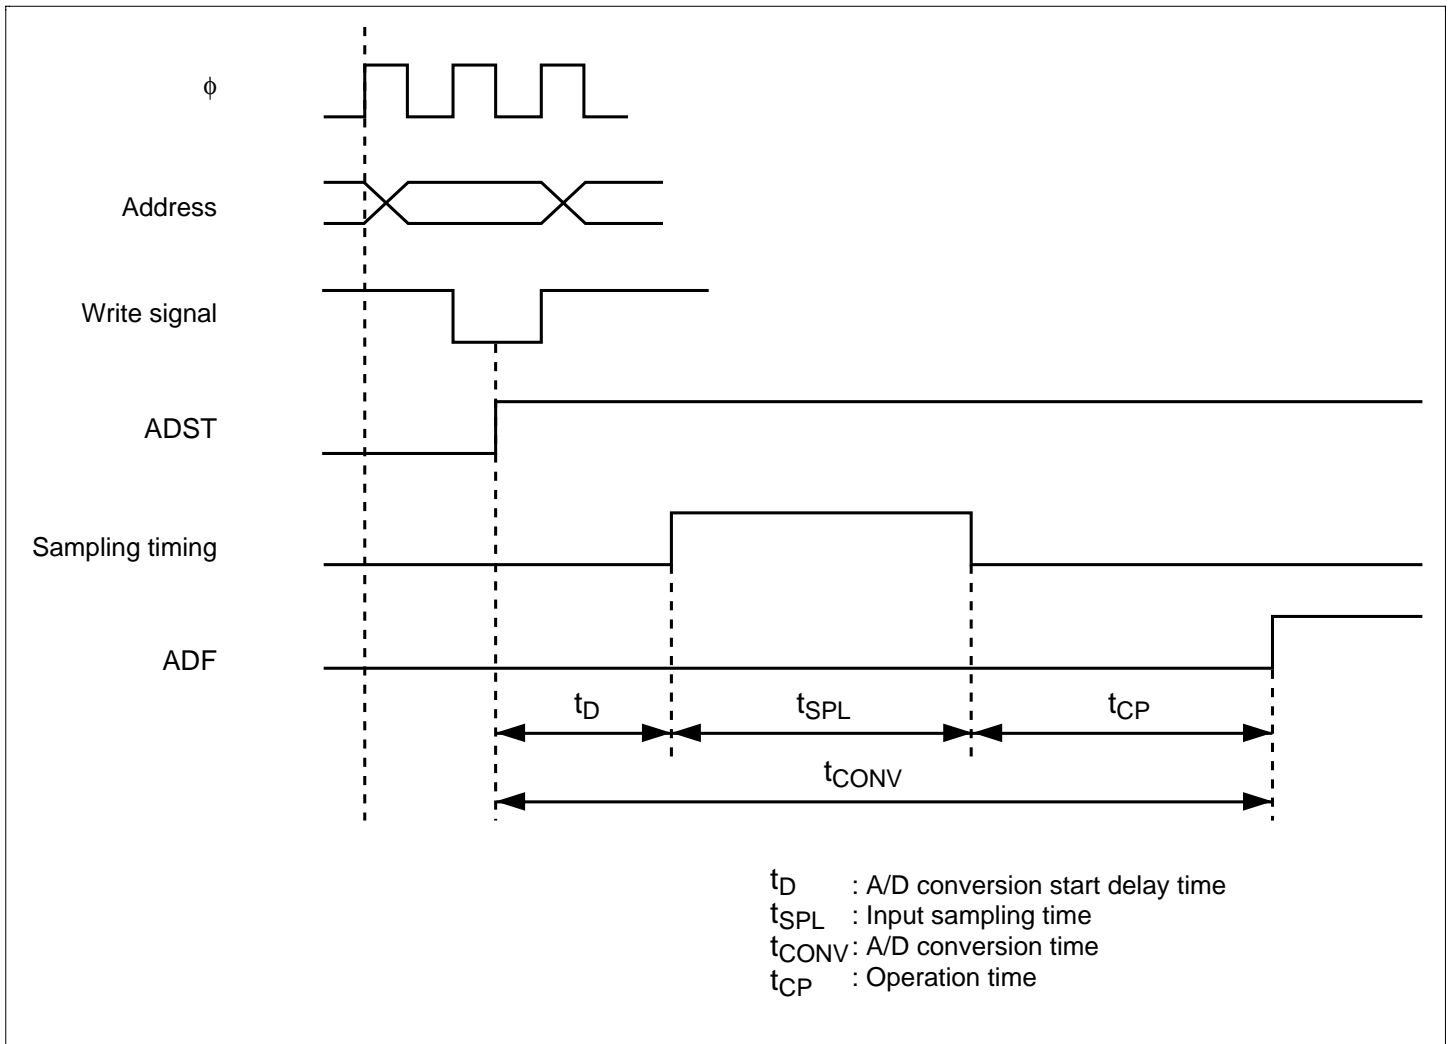 ϕ
Address
Write signal
ADST
Sampling timing
ADF
tD tSPL tCP
tCONV
tD : A/D conversion start delay time
tSPL : Input sampling time
tCONV : A/D conversion time
tCP : Operation time